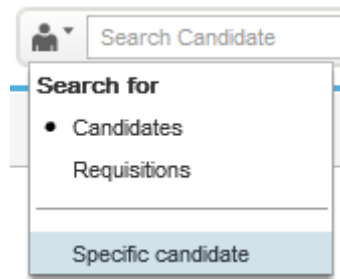 Search Candidate
Search for
Candidates
Requisitions
Specific candidate